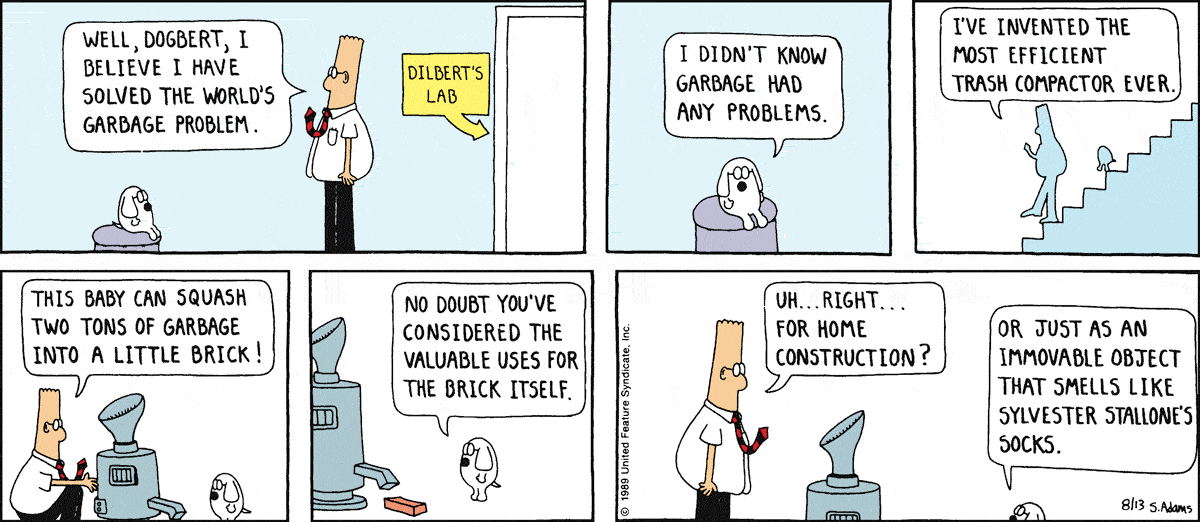 WELL, DOGBERT, I
BELIEVE I HAVE
SOLVED THE WORLD'S
GARBAGE PROBLEM.
DILBERT'S
LAB
I DIDN'T KNOW
GARBAGE HAD
ANY PROBLEMS.
I'VE INVENTED THE
MOST EFFICIENT
TRASH COMPACTOR EVER.
THIS BABY CAN SQUASH
TWO TONS OF GARBAGE
INTO A LITTLE BRICK!
NO DOUBT YOU'VE
CONSIDERED THE
VALUABLE USES FOR
THE BRICK ITSELF.
© 1989 United Feature Syndicate, Inc.
UH...RIGHT...
FOR HOME
CONSTRUCTION?
OR JUST AS AN
IMMOVABLE OBJECT
THAT SMELLS LIKE
SYLVESTER STALLONE'S
SOCKS.
8/13 S.Adams